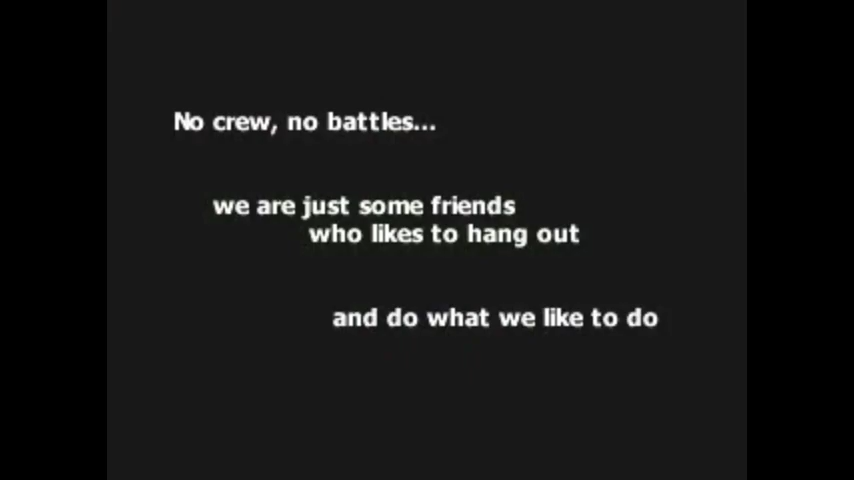 No crew, no battles...
we are just some friends
who likes to hang out
and do what we like to do